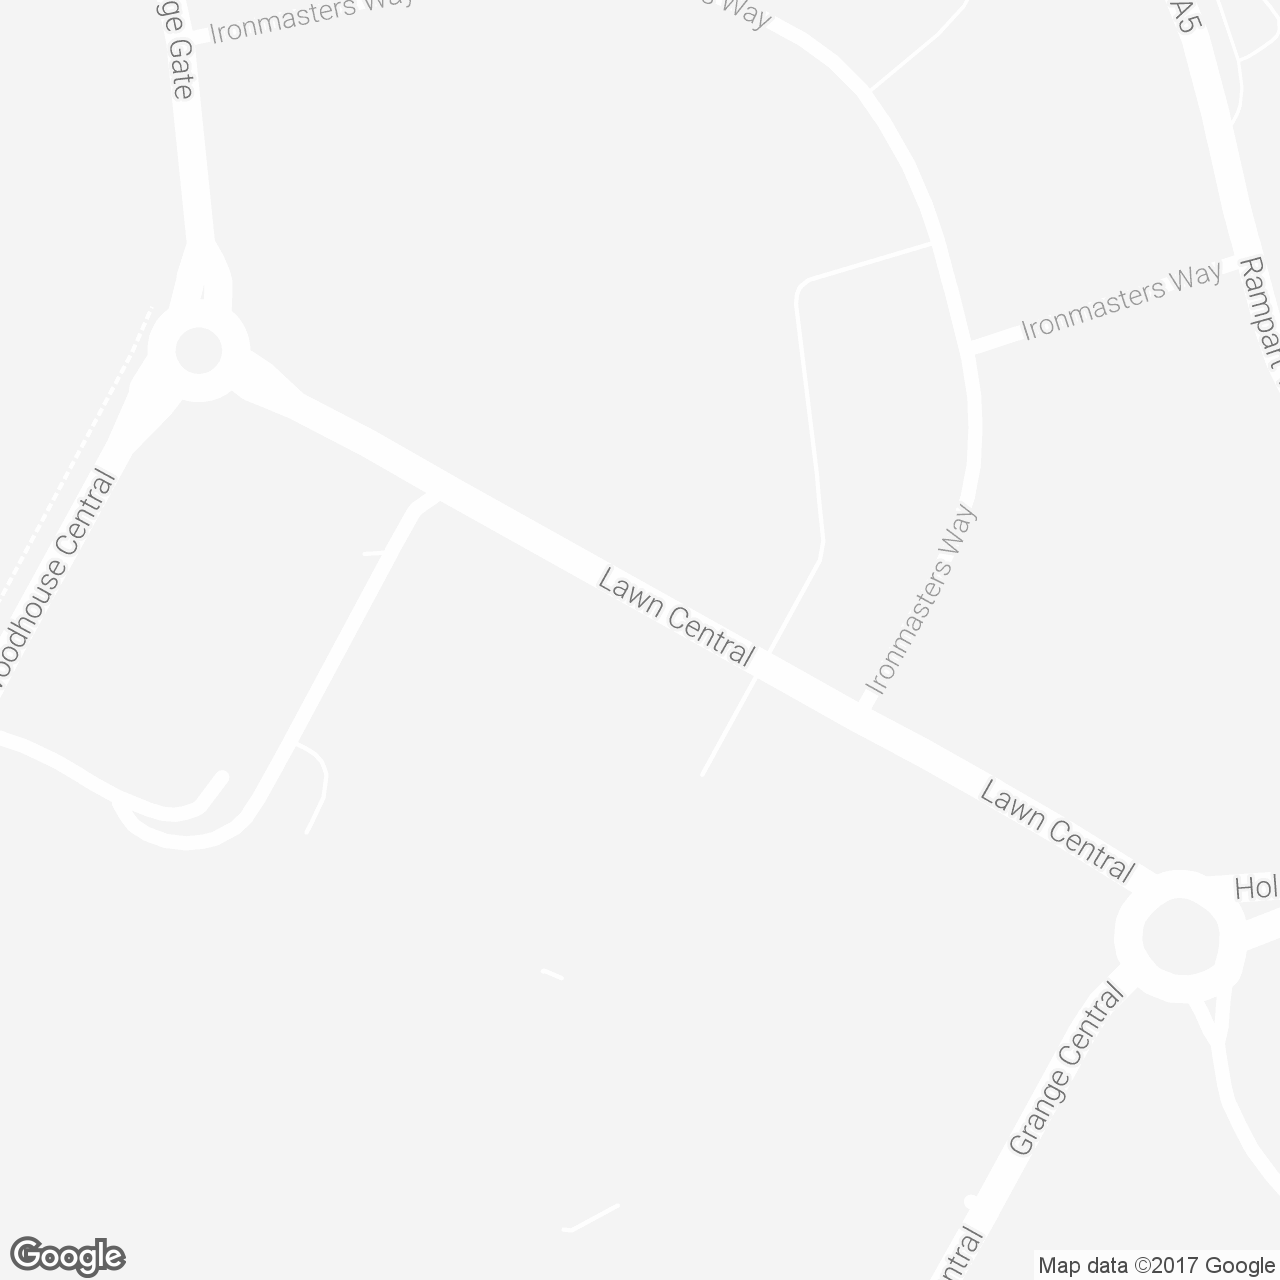 ge Gate
Ironmasters Way
rs Way
A5
Ironmasters Way
Rampart
oodhouse Central
Ironmasters Way
Lawn Central
Lawn Central
Hol
Grange Central
ntral
Google
Map data ©2017 Google